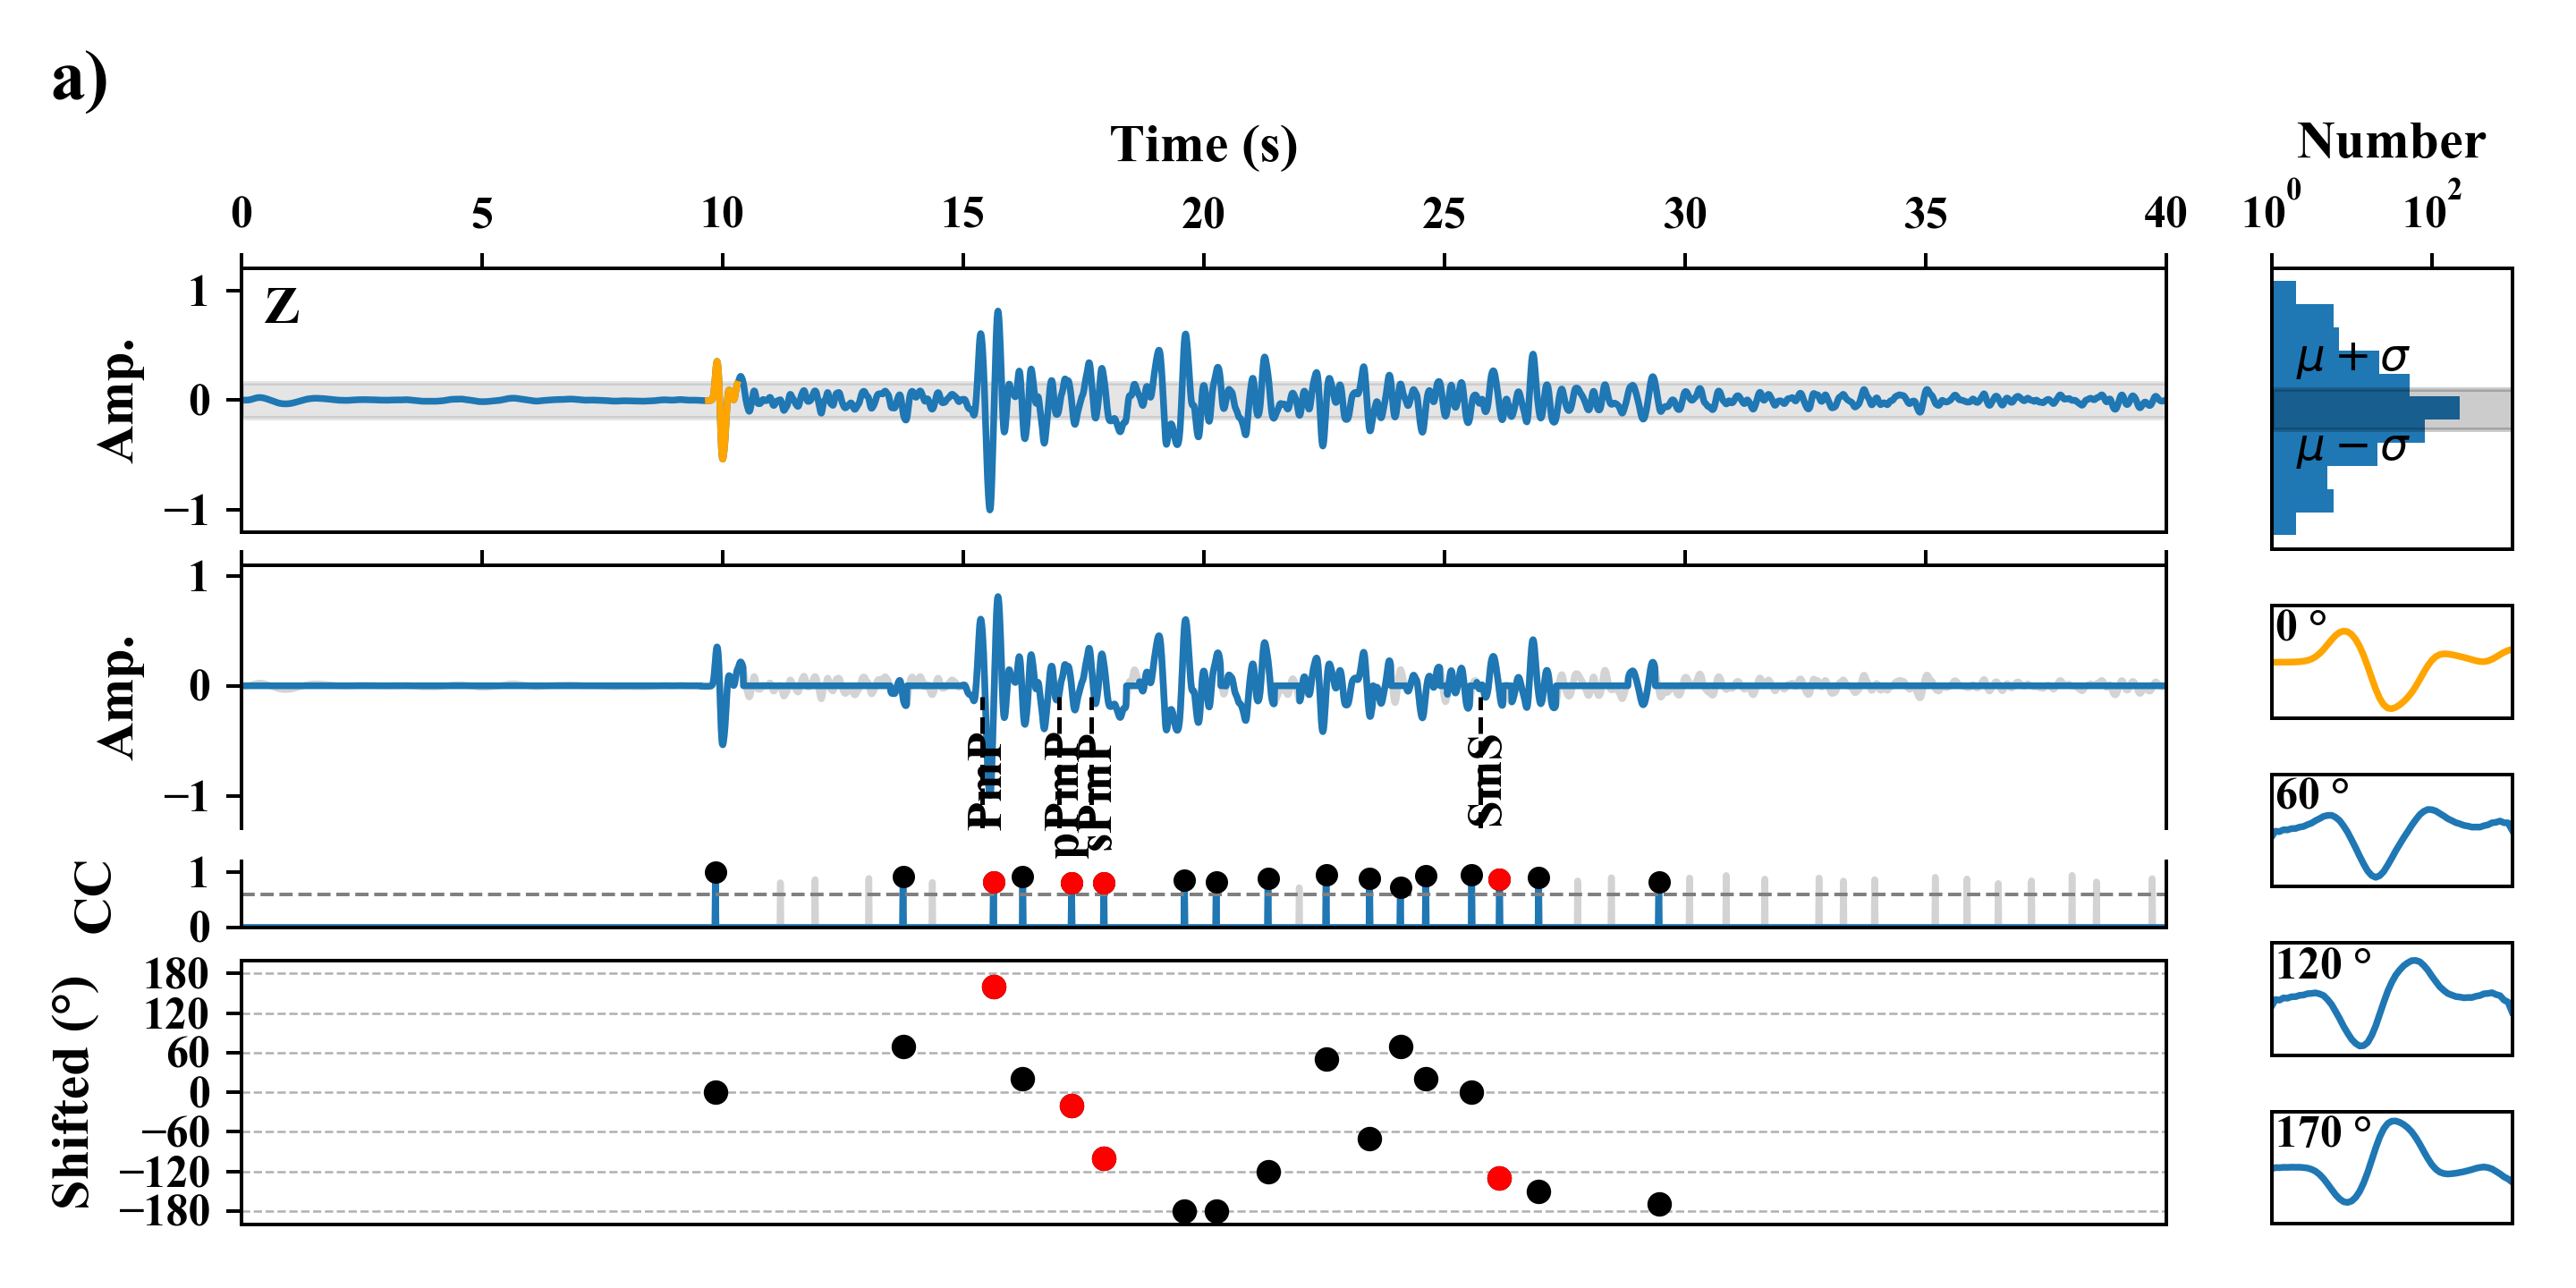 a)
Time (s)
Number
0 5 10 15 20 25 30 35 40
10^0 10^2
Z
Amp.
1
0
−1
μ + σ
μ − σ
Amp.
1
0
−1
PmP
pPmP
sPmP
SmS
0 °
60 °
CC
1
0
120 °
Shifted (°)
180
120
60
0
−60
−120
−180
170 °